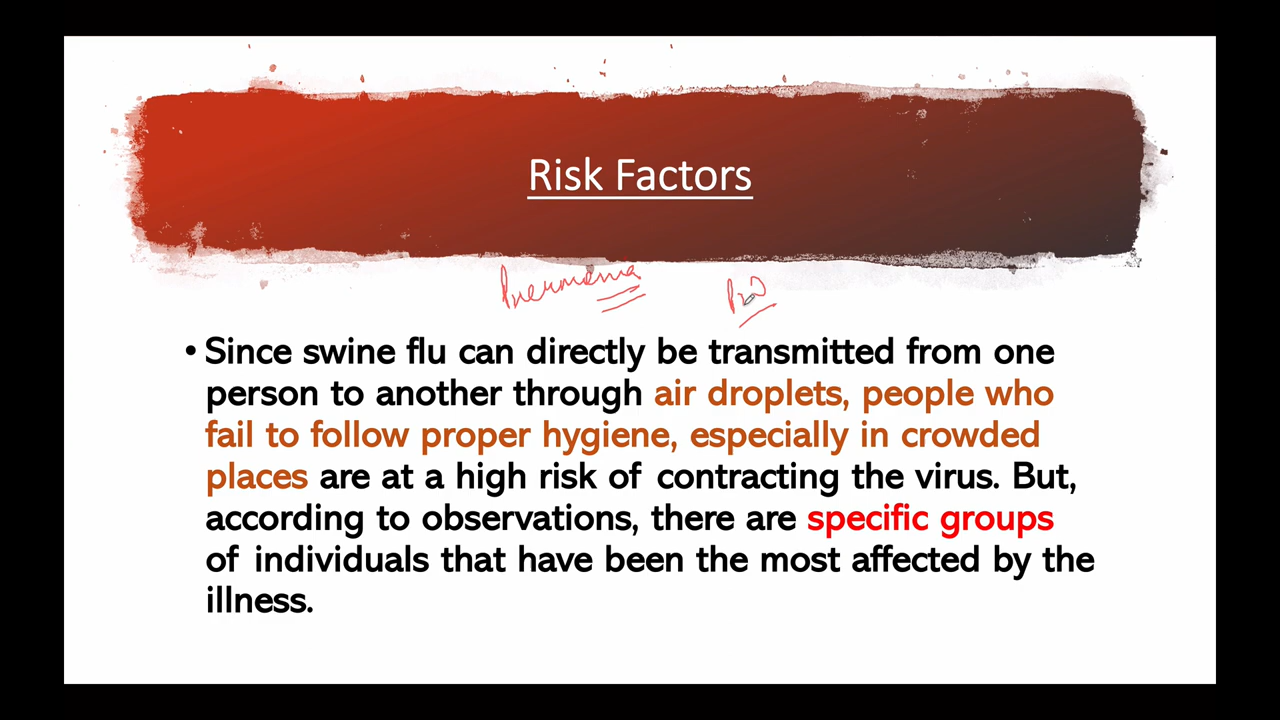 Risk Factors
Pneumonia
• Since swine flu can directly be transmitted from one
person to another through air droplets, people who
fail to follow proper hygiene, especially in crowded
places are at a high risk of contracting the virus. But,
according to observations, there are specific groups
of individuals that have been the most affected by the
illness.